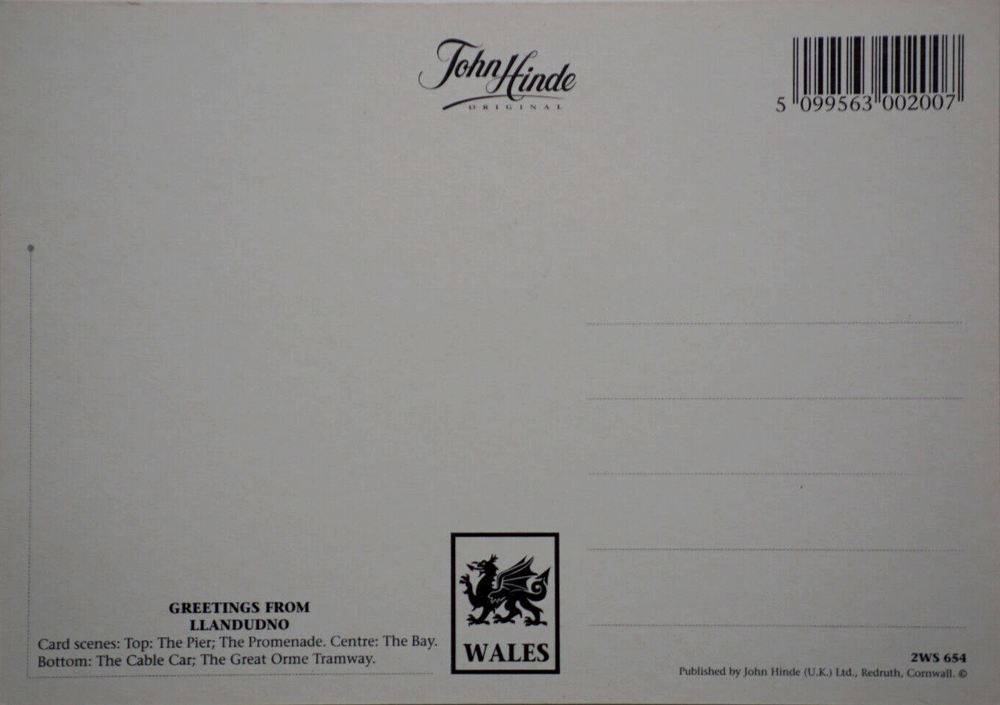 John Hinde
ORIGINAL
5 099563 002007
GREETINGS FROM
LLANDUDNO
Card scenes: Top: The Pier; The Promenade. Centre: The Bay.
Bottom: The Cable Car; The Great Orme Tramway.
WALES
2WS 654
Published by John Hinde (U.K.) Ltd., Redruth, Cornwall. ©